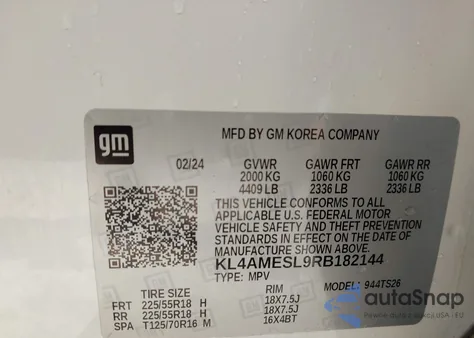 gm
MFD BY GM KOREA COMPANY
02/24 GVWR GAWR FRT GAWR RR
2000 KG 1060 KG 1060 KG
4409 LB 2336 LB 2336 LB
THIS VEHICLE CONFORMS TO ALL
APPLICABLE U.S. FEDERAL MOTOR
VEHICLE SAFETY AND THEFT PREVENTION
STANDARDS IN EFFECT ON THE DATE OF
MANUFACTURE SHOWN ABOVE.
KL4AMESL9RB182144
TYPE: MPV MODEL: 944TS26
TIRE SIZE RIM
FRT 225/55R18 H 18X7.5J
RR 225/55R18 H 18X7.5J
SPA T125/70R16 M 16X4BT
autoSnap